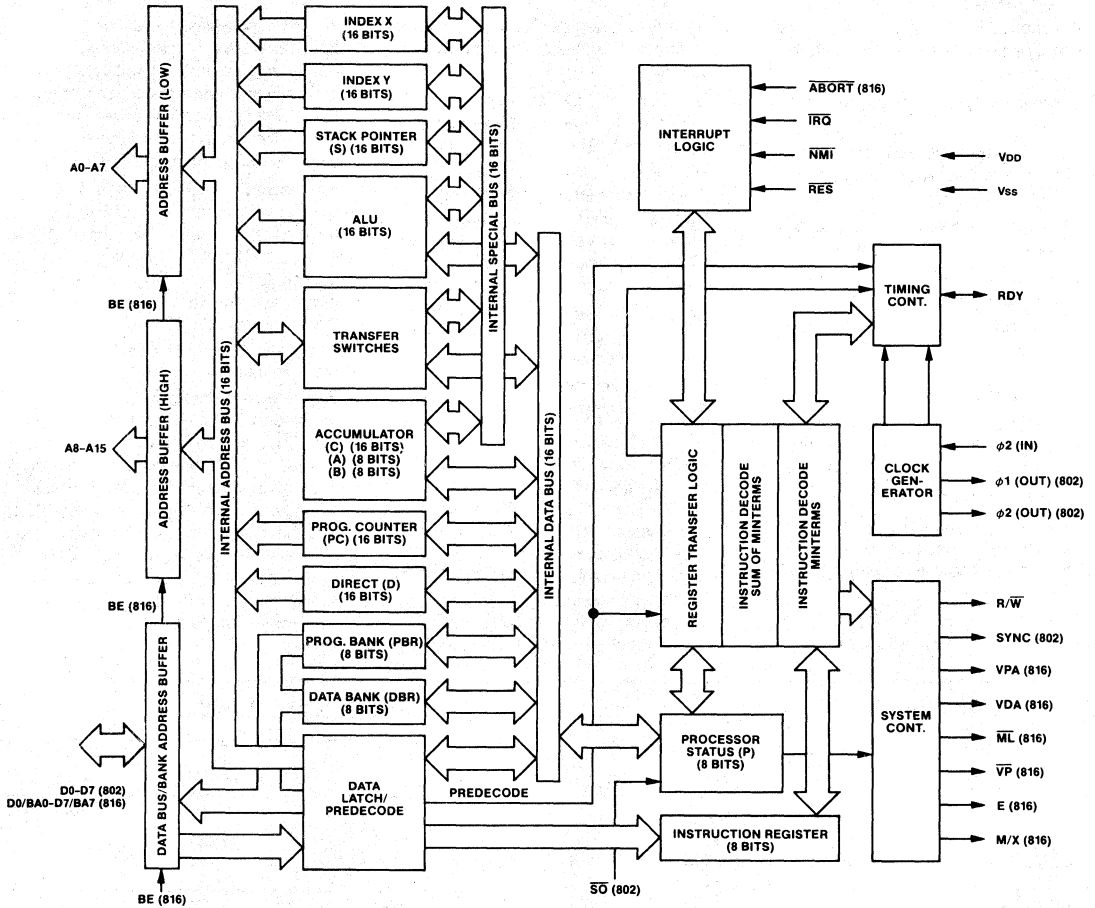 INDEX X
(16 BITS)
INDEX Y
(16 BITS)
STACK POINTER
(S) (16 BITS)
ALU
(16 BITS)
TRANSFER
SWITCHES
ACCUMULATOR
(C) (16 BITS)
(A) (8 BITS)
(B) (8 BITS)
PROG. COUNTER
(PC) (16 BITS)
DIRECT (D)
(16 BITS)
PROG. BANK (PBR)
(8 BITS)
DATA BANK (DBR)
(8 BITS)
DATA
LATCH/
PREDECODE
PREDECODE
ADDRESS BUFFER (LOW)
A0-A7
BE (816)
ADDRESS BUFFER (HIGH)
A8-A15
BE (816)
DATA BUS/BANK ADDRESS BUFFER
D0-D7 (802)
D0/BA0-D7/BA7 (816)
BE (816)
INTERNAL ADDRESS BUS (16 BITS)
INTERNAL SPECIAL BUS (16 BITS)
INTERNAL DATA BUS (16 BITS)
INTERRUPT
LOGIC
A̅B̅O̅R̅T̅ (816)
I̅R̅Q̅
N̅M̅I̅
R̅E̅S̅
VDD
VSS
TIMING
CONT.
RDY
CLOCK
GEN-
ERATOR
ϕ2 (IN)
ϕ1 (OUT) (802)
ϕ2 (OUT) (802)
REGISTER TRANSFER LOGIC
INSTRUCTION DECODE
SUM OF MINTERMS
INSTRUCTION DECODE
MINTERMS
SYSTEM
CONT.
R/W̅
SYNC (802)
VPA (816)
VDA (816)
M̅L̅ (816)
V̅P̅ (816)
E (816)
M/X (816)
PROCESSOR
STATUS (P)
(8 BITS)
INSTRUCTION REGISTER
(8 BITS)
S̅O̅ (802)